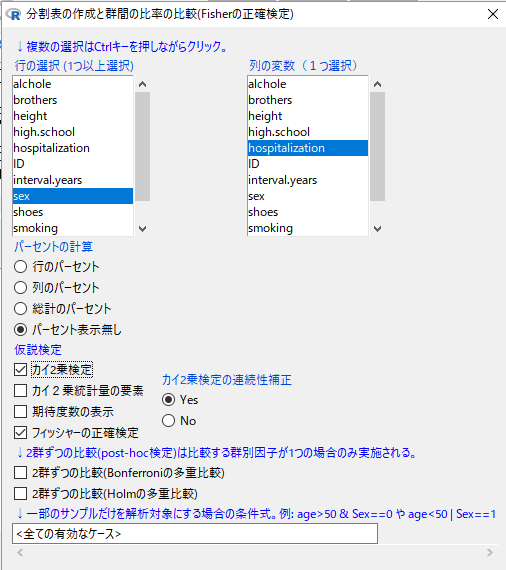 R 分割表の作成と群間の比率の比較(Fisherの正確検定)
↓複数の選択はCtrlキーを押しながらクリック。
行の選択 (1つ以上選択) 列の変数（１つ選択）
alchole alchole
brothers brothers
height height
high.school high.school
hospitalization hospitalization
ID ID
interval.years interval.years
sex sex
shoes shoes
smoking smoking
パーセントの計算
行のパーセント
列のパーセント
総計のパーセント
パーセント表示無し
仮説検定
カイ2乗検定
カイ２乗統計量の要素
期待度数の表示
フィッシャーの正確検定
カイ2乗検定の連続性補正
Yes
No
↓2群ずつの比較(post-hoc検定)は比較する群別因子が1つの場合のみ実施される。
2群ずつの比較(Bonferroniの多重比較)
2群ずつの比較(Holmの多重比較)
↓一部のサンプルだけを解析対象にする場合の条件式。例: age>50 & Sex==0 や age<50 | Sex==1
<全ての有効なケース>